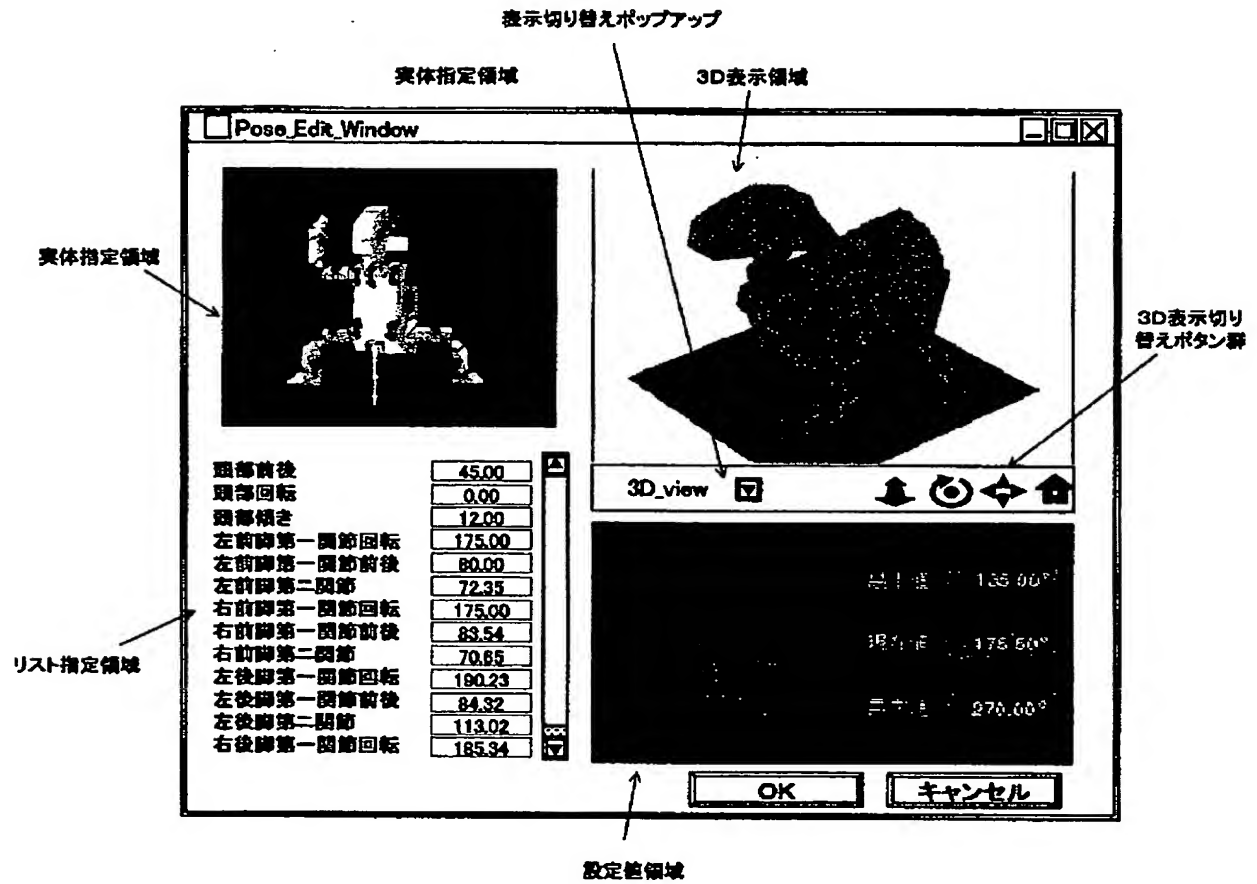 表示切り替えポップアップ
実体指定領域
3D表示領域
Pose_Edit_Window
実体指定領域
3D表示切り
替えボタン群
3D_view
頭部前後 45.00
頭部回転 0.00
頭部傾き 12.00
左前脚第一関節回転 175.00
左前脚第一関節前後 80.00
左前脚第二関節 72.35
右前脚第一関節回転 175.00
右前脚第一関節前後 83.54
右前脚第二関節 70.65
左後脚第一関節回転 190.23
左後脚第一関節前後 84.32
左後脚第二関節 113.02
右後脚第一関節回転 185.34
リスト指定領域
現在値 175.50°
270.00°
OK
キャンセル
設定値領域